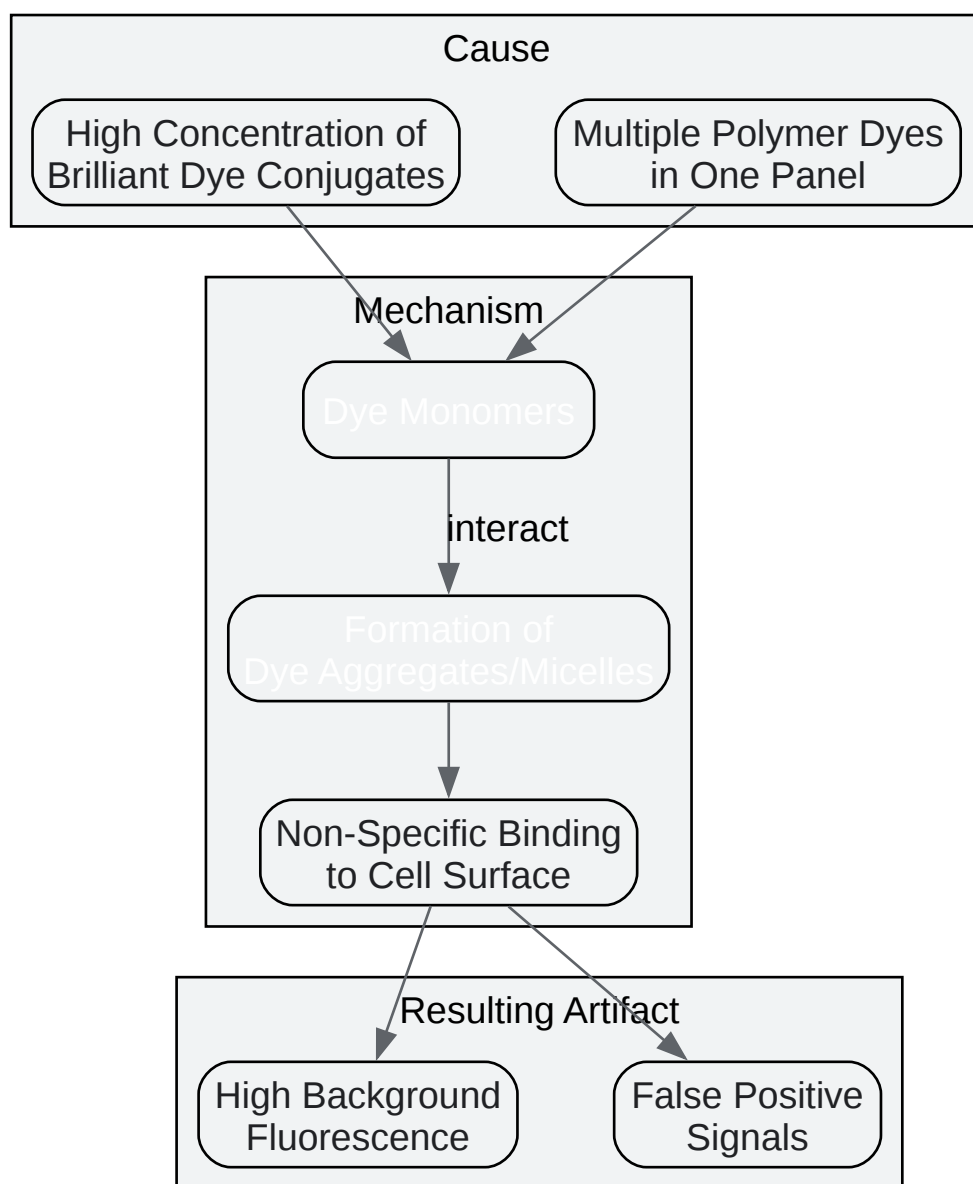 Cause
High Concentration of
Brilliant Dye Conjugates
Multiple Polymer Dyes
in One Panel
Mechanism
Dye Monomers
interact
Formation of
Dye Aggregates/Micelles
Non-Specific Binding
to Cell Surface
Resulting Artifact
High Background
Fluorescence
False Positive
Signals